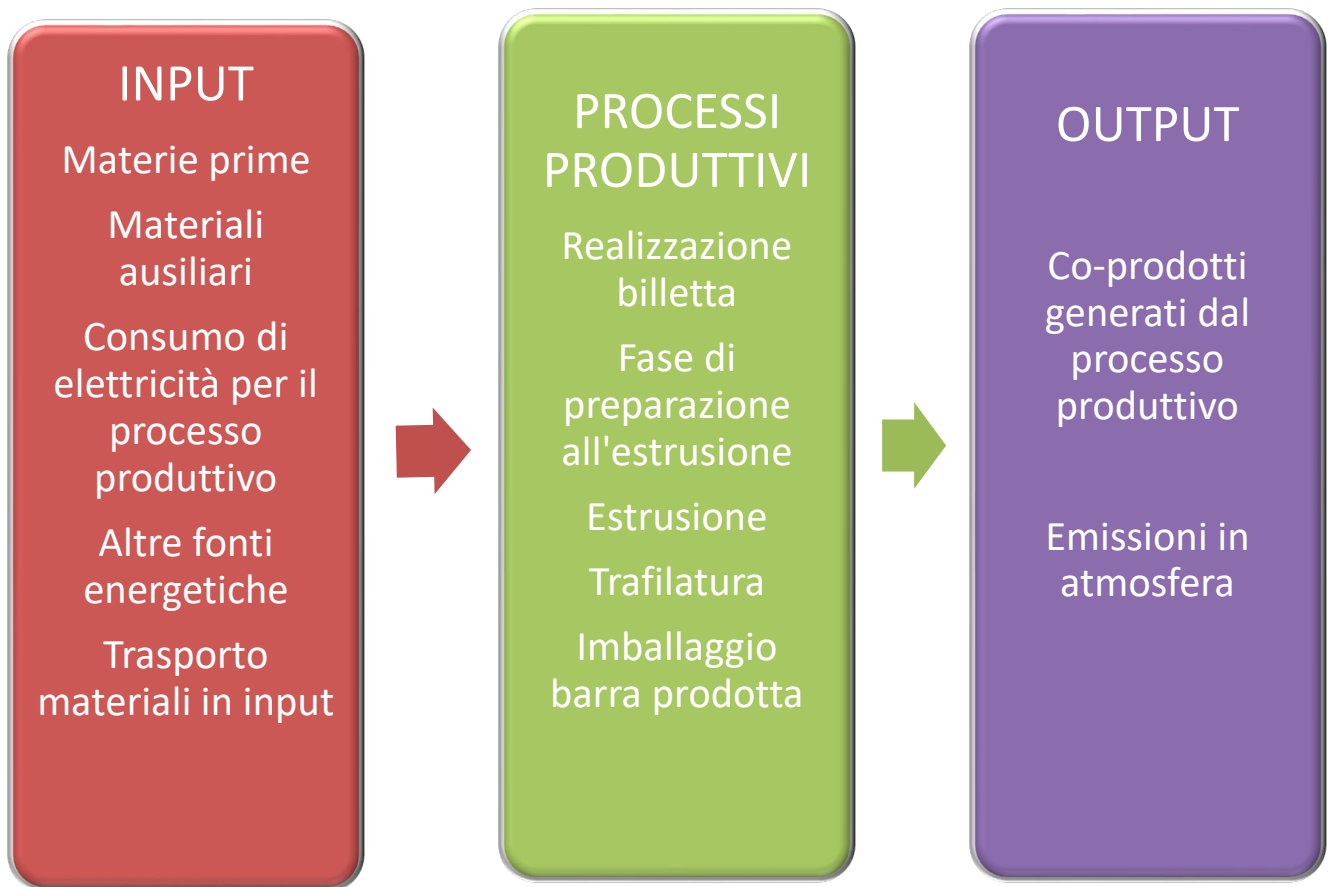 INPUT
Materie prime
Materiali
ausiliari
Consumo di
elettricità per il
processo
produttivo
Altre fonti
energetiche
Trasporto
materiali in input
PROCESSI
PRODUTTIVI
Realizzazione
billetta
Fase di
preparazione
all'estrusione
Estrusione
Trafilatura
Imballaggio
barra prodotta
OUTPUT
Co-prodotti
generati dal
processo
produttivo
Emissioni in
atmosfera